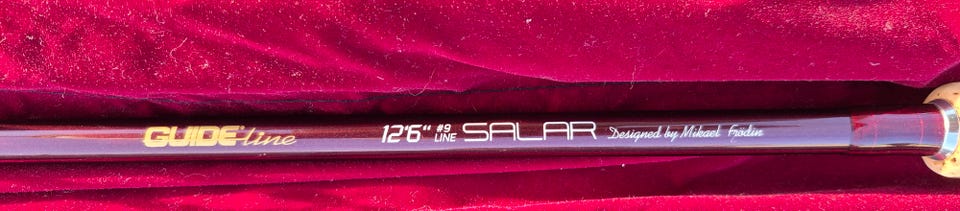 GUIDEline 12'6" #9 LINE SALAR Designed by Mikael Frödin